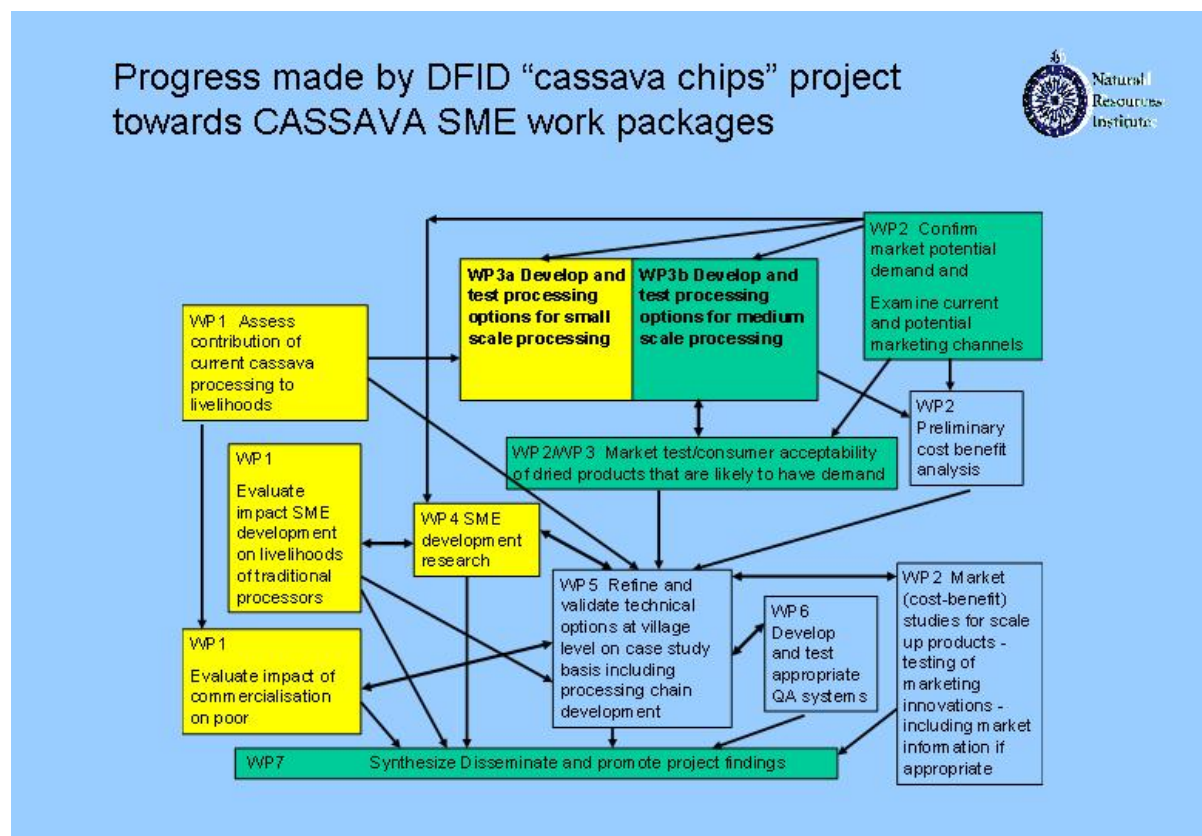 Progress made by DFID “cassava chips” project
towards CASSAVA SME work packages
Natural
Resources
Institute
WP2 Confirm
market potential
demand and
Examine current
and potential
marketing channels
WP3a Develop and
test processing
options for small
scale processing
WP3b Develop and
test processing
options for medium
scale processing
WP1 Assess
contribution of
current cassava
processing to
livelihoods
WP2
Preliminary
cost benefit
analysis
WP2/WP3 Market test/consumer acceptability
of dried products that are likely to have demand
WP1
Evaluate
impact SME
development
on livelihoods
of traditional
processors
WP4 SME
development
research
WP5 Refine and
validate technical
options at village
level on case study
basis including
processing chain
development
WP6
Develop
and test
appropriate
QA systems
WP2 Market
(cost-benefit)
studies for scale
up products -
testing of
marketing
innovations -
including market
information if
appropriate
WP1
Evaluate impact of
commercialisation
on poor
WP7 Synthesize Disseminate and promote project findings